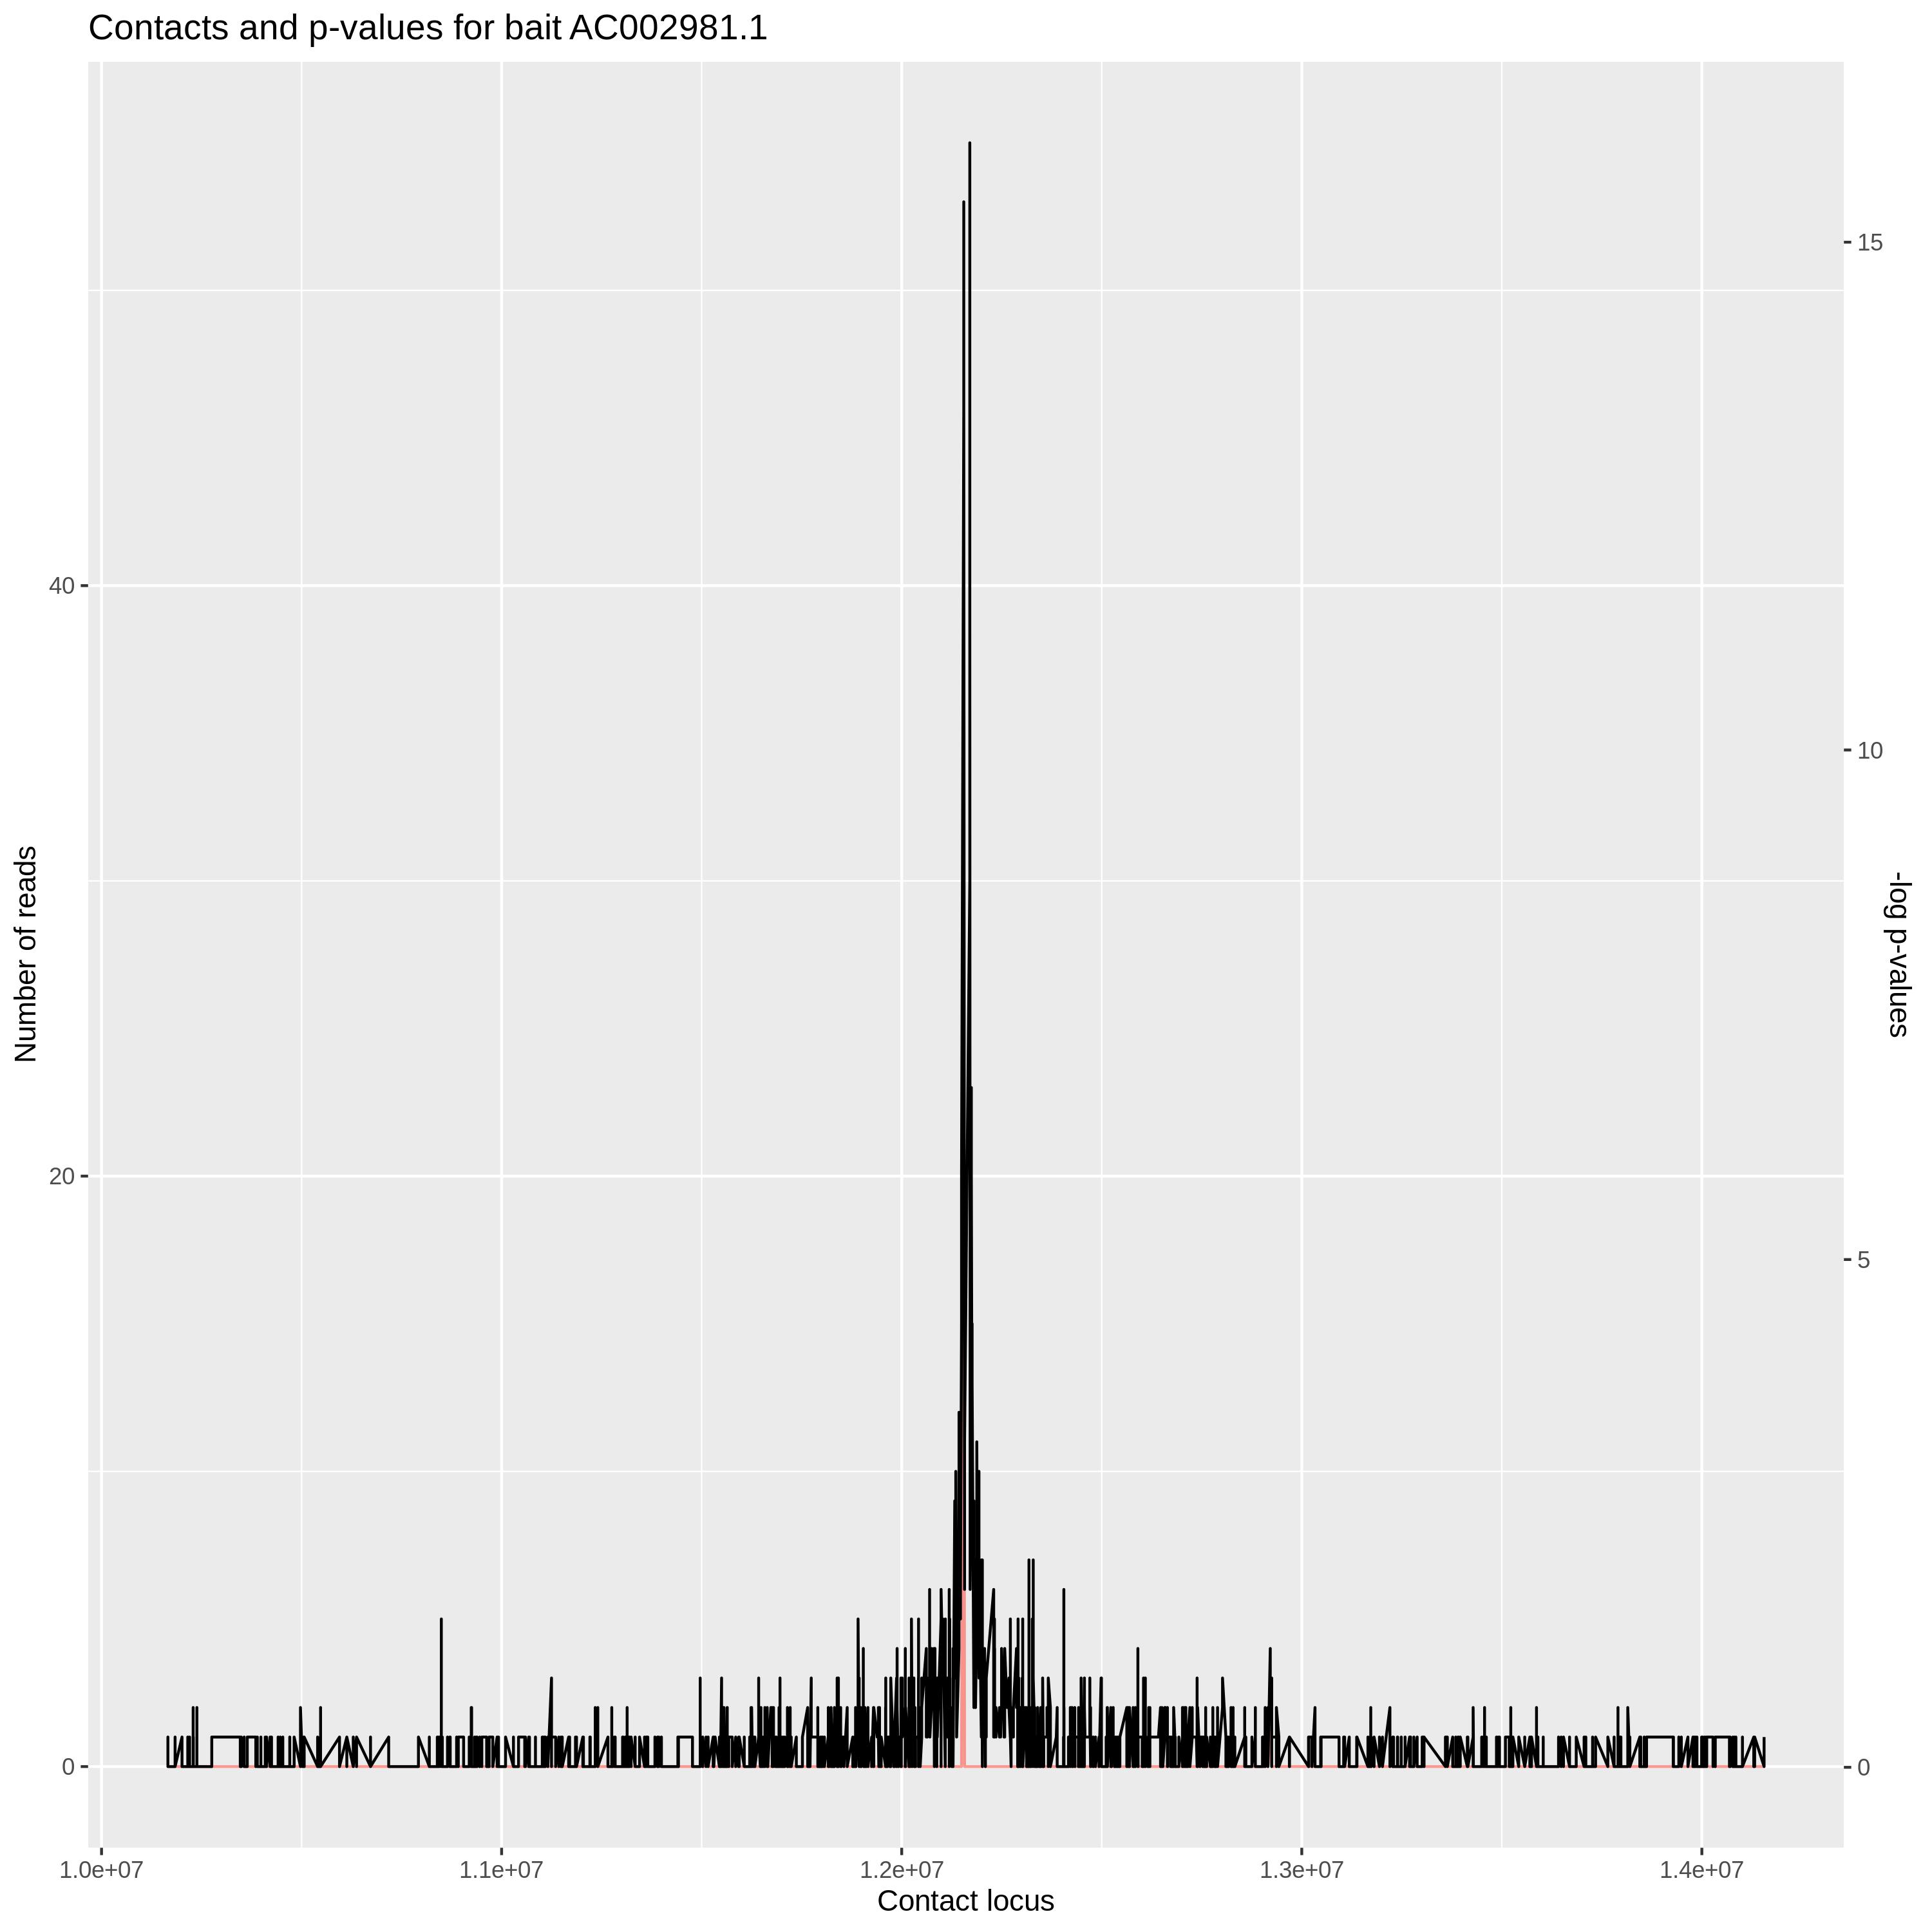 Contacts and p-values for bait AC002981.1
Number of reads
40
20
0
15
10
5
0
-log p-values
1.0e+07 1.1e+07 1.2e+07 1.3e+07 1.4e+07
Contact locus